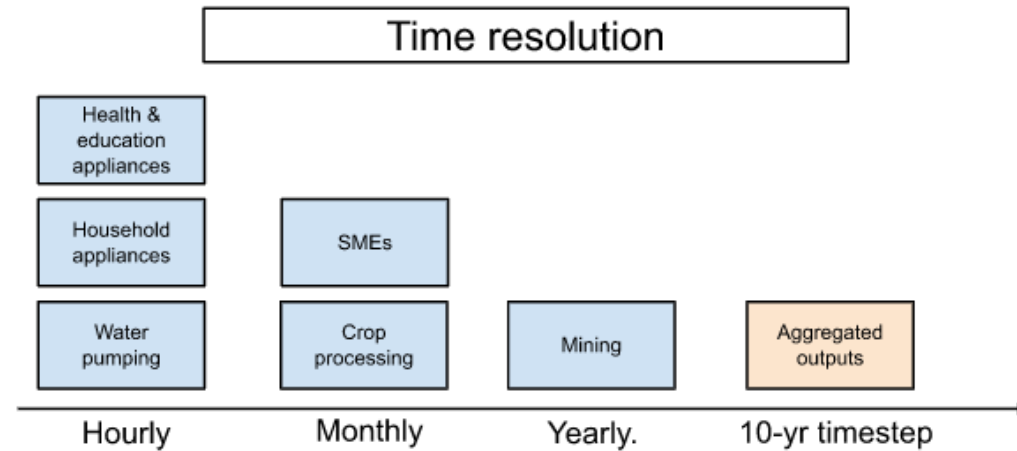 Time resolution
Health &
education
appliances
Household
appliances
SMEs
Water
pumping
Crop
processing
Mining
Aggregated
outputs
Hourly
Monthly
Yearly.
10-yr timestep